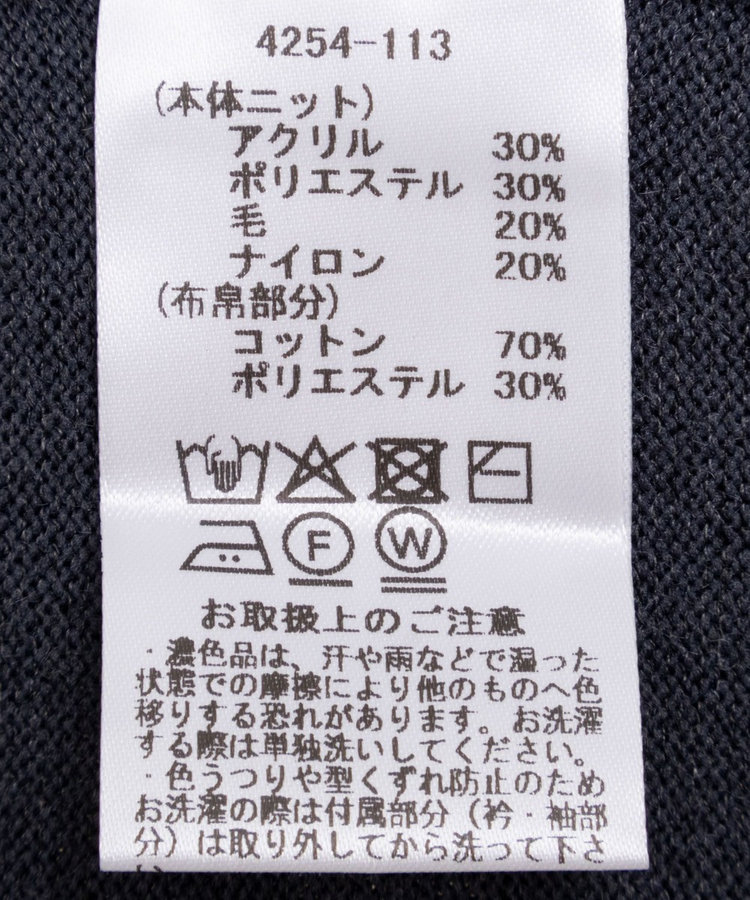 4254-113
(本体ニット)
アクリル 30%
ポリエステル 30%
毛 20%
ナイロン 20%
(布帛部分)
コットン 70%
ポリエステル 30%
F W
お取扱上のご注意
・濃色品は、汗や雨などで湿った
状態での摩擦により他のものへ色
移りする恐れがあります。お洗濯
する際は単独洗いしてください。
・色うつりや型くずれ防止のため
お洗濯の際は付属部分（衿・袖部
分）は取り外してから洗って下さ